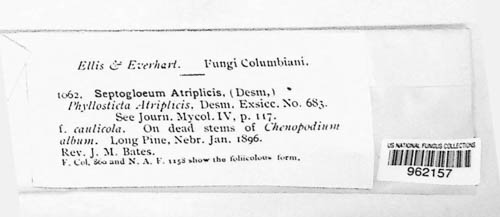 Ellis & Everhart. Fungi Columbiani.
1062. Septogloeum Atriplicis, (Desm,)
Phyllosticta Atriplicis, Desm. Exsicc. No. 683.
See Journ. Mycol. IV, p. 117.
f. caulicola. On dead stems of Chenopodium
album. Long Pine, Nebr. Jan. 1896.
Rev. J. M. Bates.
F. Col. 860 and N. A. F. 1158 show the foliicolous form,
US NATIONAL FUNGUS COLLECTIONS
962157